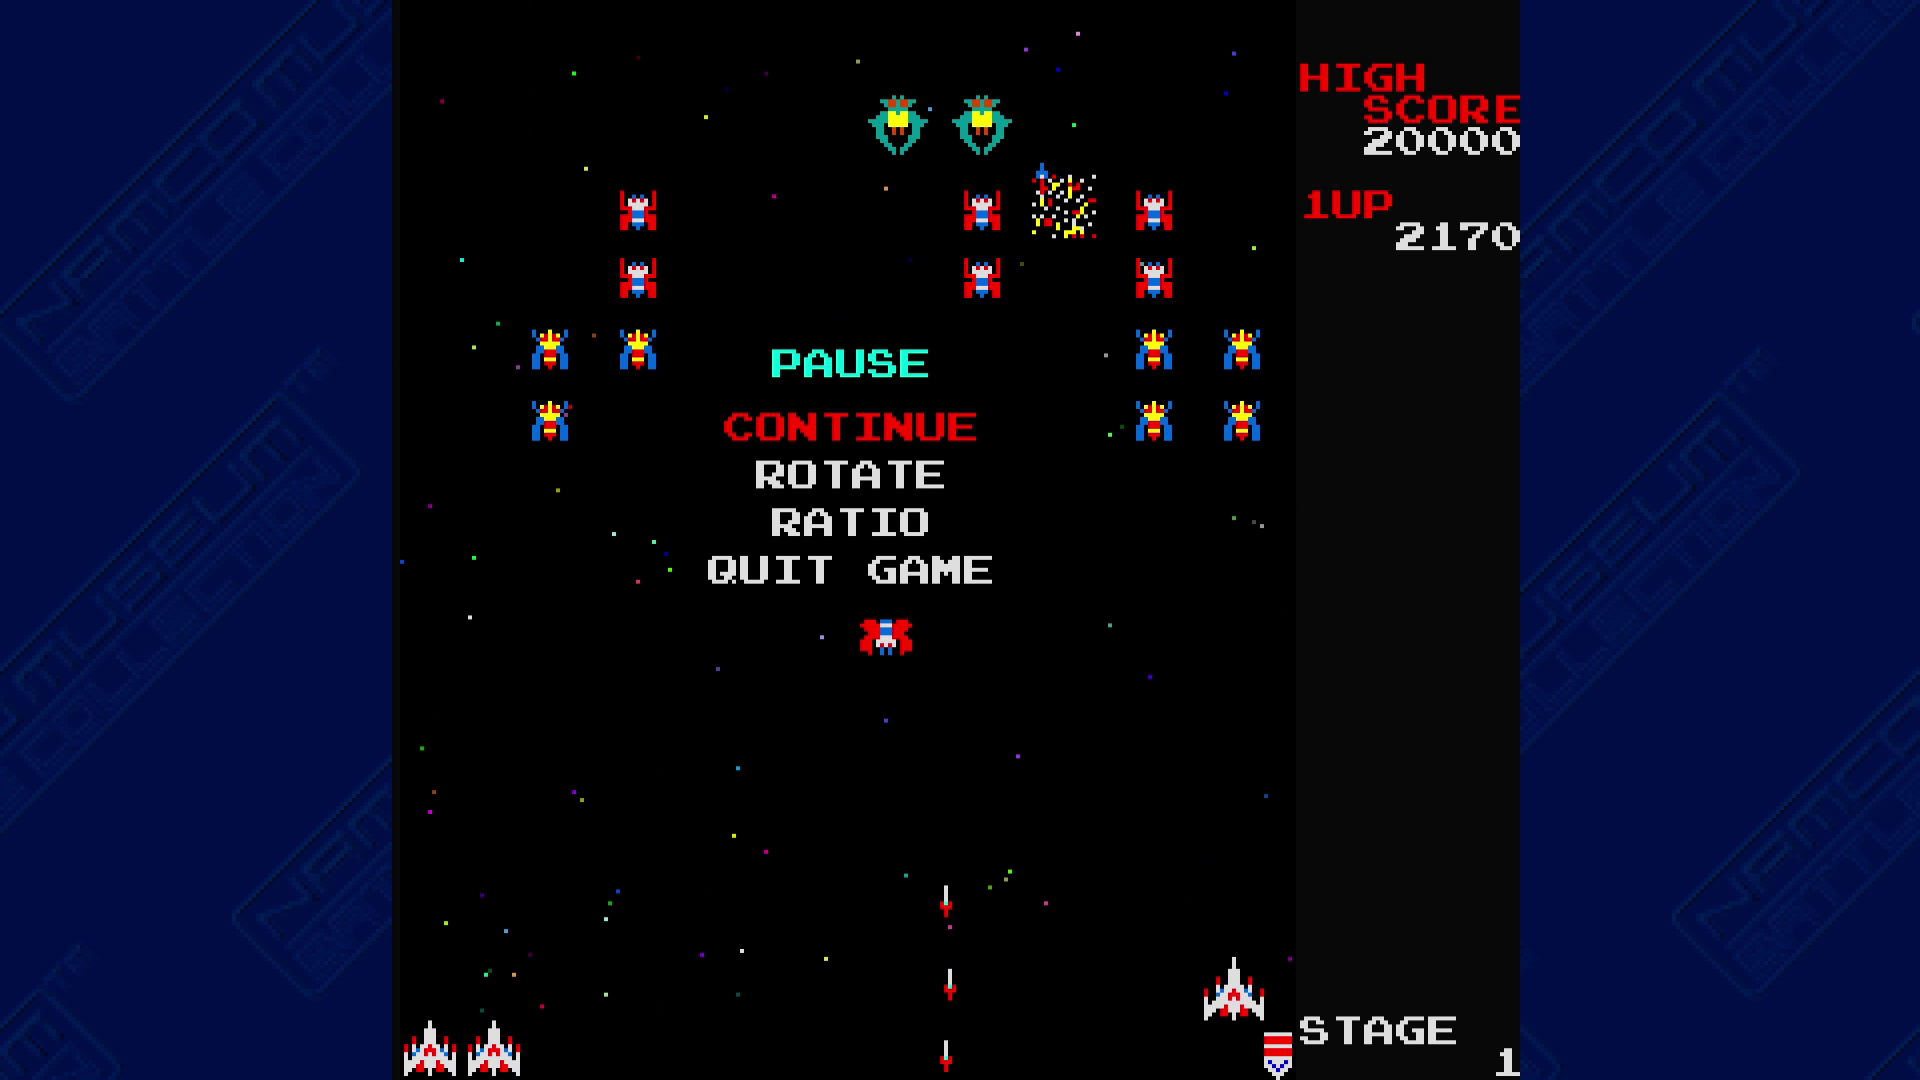 HIGH
SCORE
20000
1UP
2170
PAUSE
CONTINUE
ROTATE
RATIO
QUIT GAME
STAGE
1